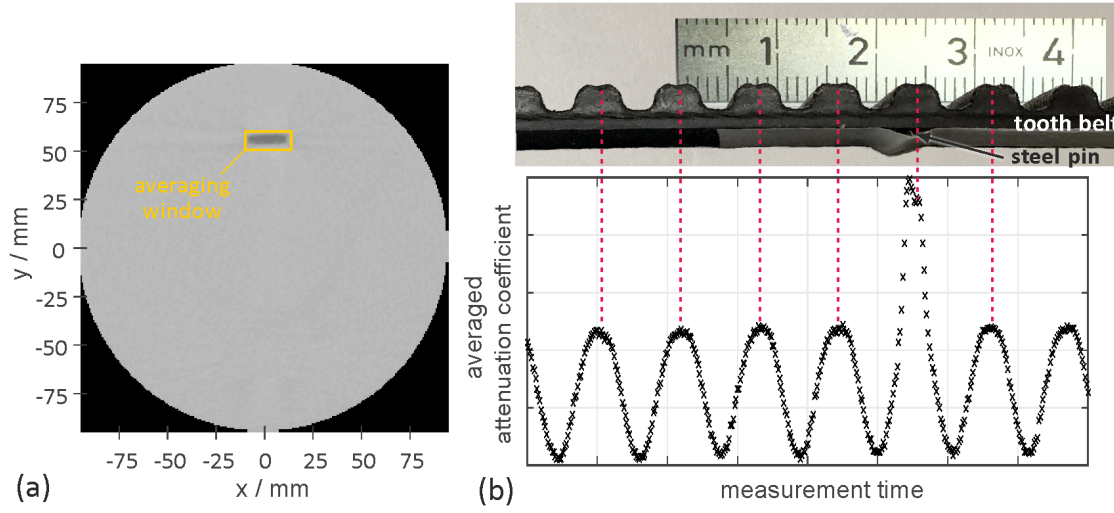 75
50
25
0
-25
-50
-75
y / mm
averaging
window
-75 -50 -25 0 25 50 75
x / mm
(a)
mm 1 2 3 INOX 4
tooth belt
steel pin
averaged
attenuation coefficient
measurement time
(b)